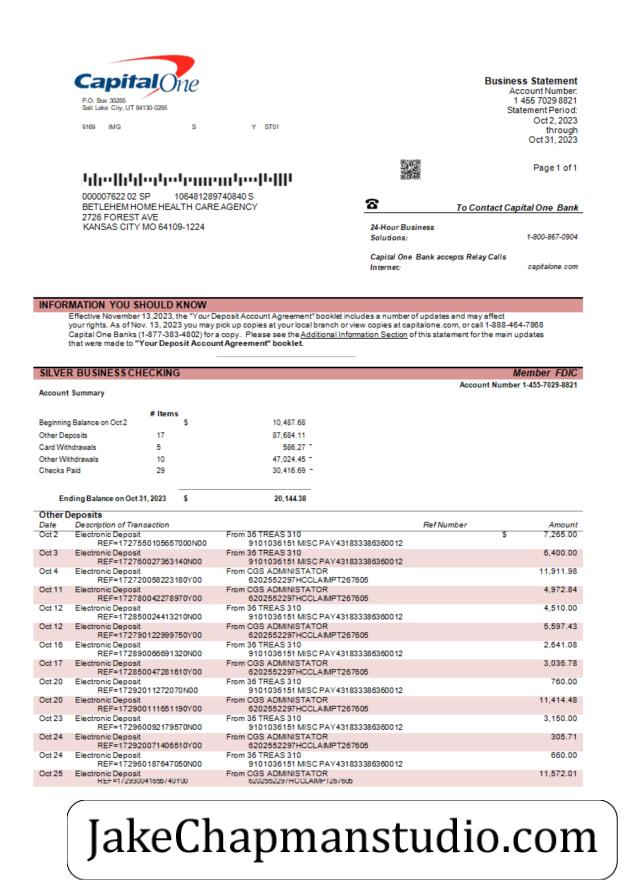 Capital One
P.O. Box 30285
Salt Lake City, UT 84130-0285
9169 IMG S Y ST01
Business Statement
Account Number:
1 455 7029 8821
Statement Period:
Oct 2, 2023
through
Oct 31, 2023
Page 1 of 1
000007622 02 SP 106481289740840 S
BETLEHEM HOME HEALTH CARE AGENCY
2726 FOREST AVE
KANSAS CITY MO 64109-1224
To Contact Capital One Bank
24-Hour Business
Solutions: 1-800-867-0904
Capital One Bank accepts Relay Calls
Internet: capitalone.com
INFORMATION YOU SHOULD KNOW
Effective November 13,2023, the "Your Deposit Account Agreement" booklet includes a number of updates and may affect
your rights. As of Nov. 13, 2023 you may pick up copies at your local branch or view copies at capitalone.com, or call 1-888-464-7868
Capital One Banks (1-877-383-4802) for a copy. Please see the Additional Information Section of this statement for the main updates
that were made to "Your Deposit Account Agreement" booklet.
SILVER BUSINESS CHECKING Member FDIC
Account Number 1-455-7029-8821
Account Summary
# Items
Beginning Balance on Oct 2 $ 10,487.68
Other Deposits 17 87,684.11
Card Withdrawals 5 586,27 -
Other Withdrawals 10 47,024.45 -
Checks Paid 29 30,416.69 -
Ending Balance on Oct 31, 2023 $ 20,144.38
Other Deposits
Date Description of Transaction Ref Number Amount
Oct 2 Electronic Deposit From 36 TREAS 310 $ 7,265.00
REF=172755010565 7000N00 9101036151 MISC PAY431833386360012
Oct 3 Electronic Deposit From 36 TREAS 310 6,400.00
REF=172760027363140N00 9101036151 MISC PAY431833386360012
Oct 4 Electronic Deposit From CGS ADMINISTATOR 11,911.98
REF=172720058223180Y00 6202552297HCCLAIMPT267605
Oct 11 Electronic Deposit From CGS ADMINISTATOR 4,972.84
REF=172780042278970Y00 6202552297HCCLAIMPT267605
Oct 12 Electronic Deposit From 36 TREAS 310 4,510.00
REF=172850024413210N00 9101036151 MISC PAY431833386360012
Oct 12 Electronic Deposit From CGS ADMINISTATOR 5,597.43
REF=172790122999750Y00 6202552297HCCLAIMPT267605
Oct 16 Electronic Deposit From 36 TREAS 310 2,641.08
REF=172890066691320N00 9101036151 MISC PAY431833386360012
Oct 17 Electronic Deposit From CGS ADMINISTATOR 3,036.78
REF=172850047281610Y00 6202552297HCCLAIMPT267605
Oct 20 Electronic Deposit From 36 TREAS 310 760.00
REF=17292011272070N00 9101036151 MISC PAY431833386360012
Oct 20 Electronic Deposit From CGS ADMINISTATOR 11,414.48
REF=172900111651190Y00 6202552297HCCLAIMPT267605
Oct 23 Electronic Deposit From 36 TREAS 310 3,150.00
REF=172960092179570N00 9101036151 MISC PAY431833386360012
Oct 24 Electronic Deposit From CGS ADMINISTATOR 305.71
REF=172920071406510Y00 6202552297HCCLAIMPT267605
Oct 24 Electronic Deposit From 36 TREAS 310 660.00
REF=172960187647050N00 9101036151 MISC PAY431833386360012
Oct 25 Electronic Deposit From CGS ADMINISTATOR 11,572.01
REF=172930041655740Y00 6202552297HCCLAIMPT267605
JakeChapmanstudio.com